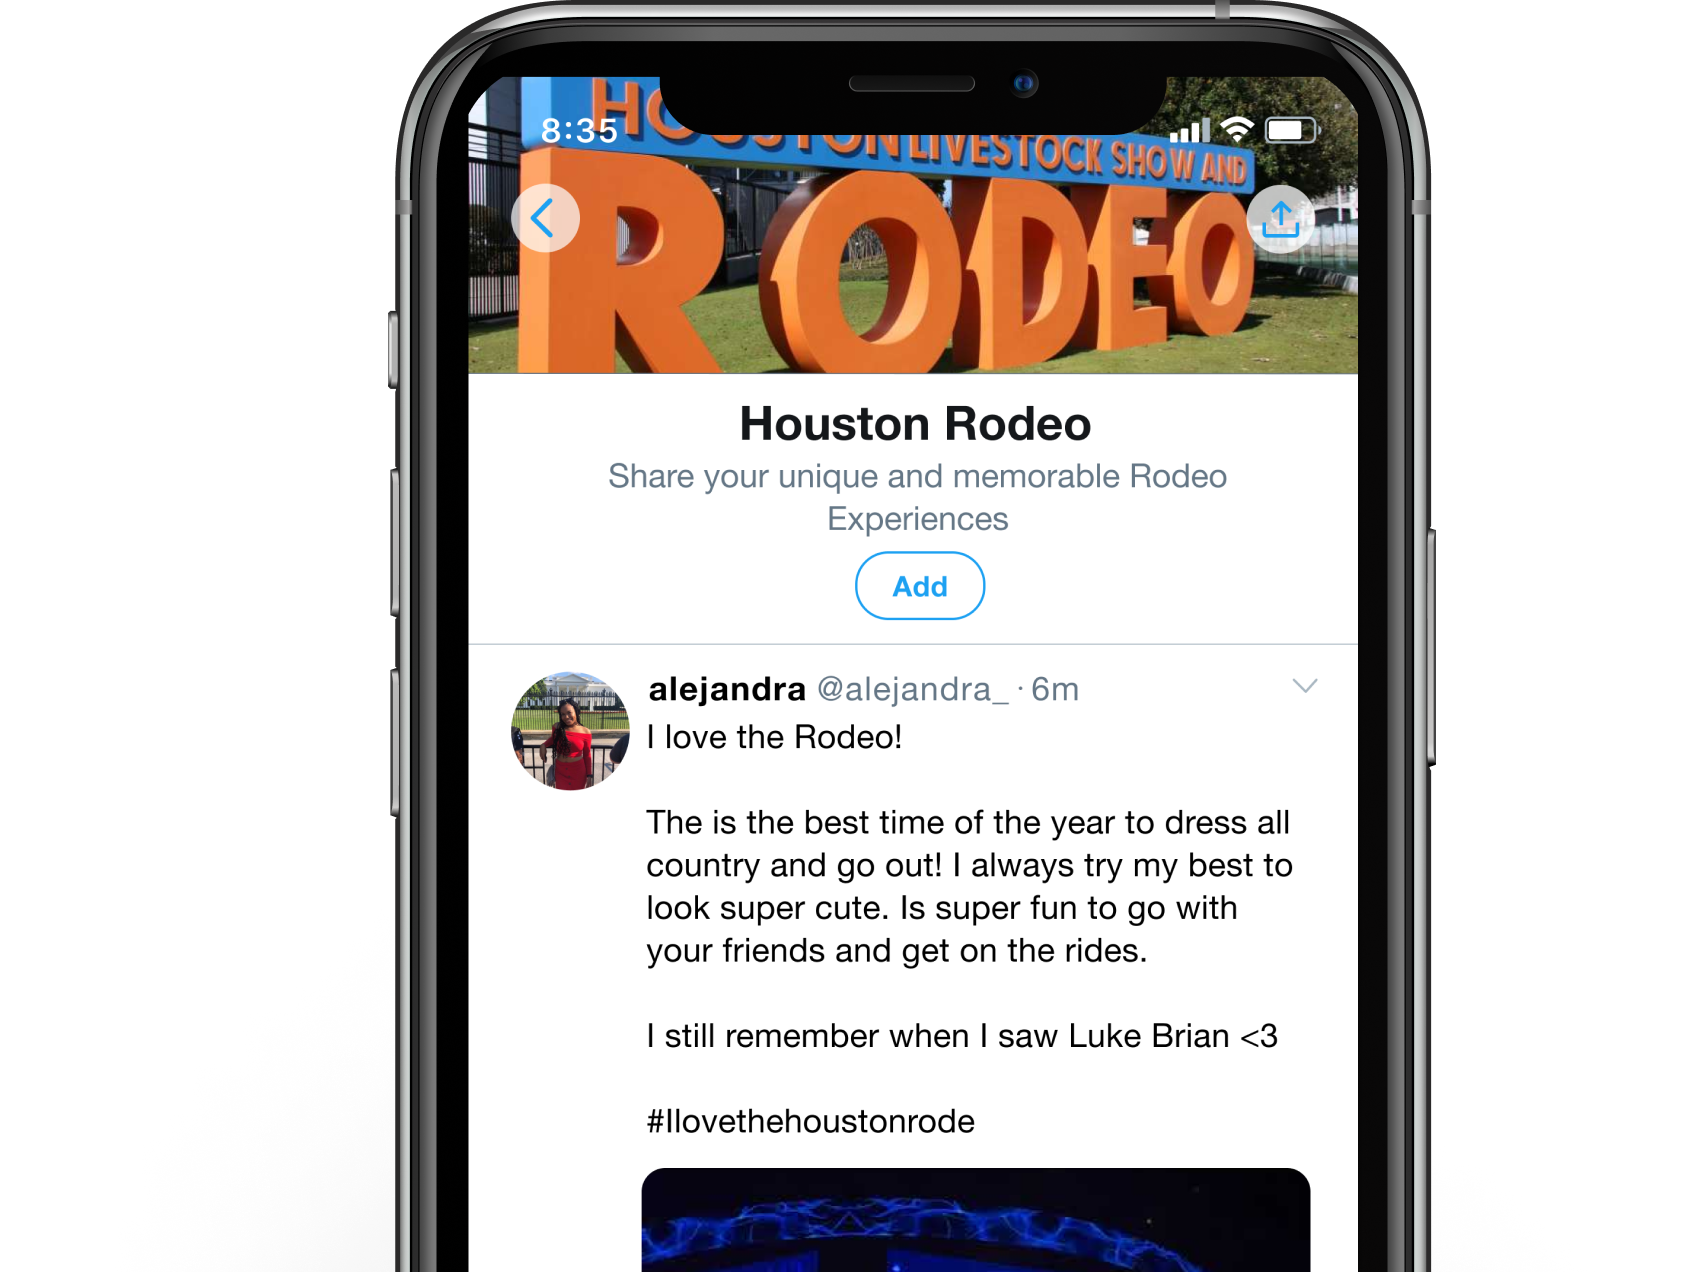 HOUSTON LIVESTOCK SHOW AND
8:35
RODEO
Houston Rodeo
Share your unique and memorable Rodeo
Experiences
Add
alejandra @alejandra_ · 6m
I love the Rodeo!
The is the best time of the year to dress all
country and go out! I always try my best to
look super cute. Is super fun to go with
your friends and get on the rides.
I still remember when I saw Luke Brian <3
#Ilovethehoustonrode